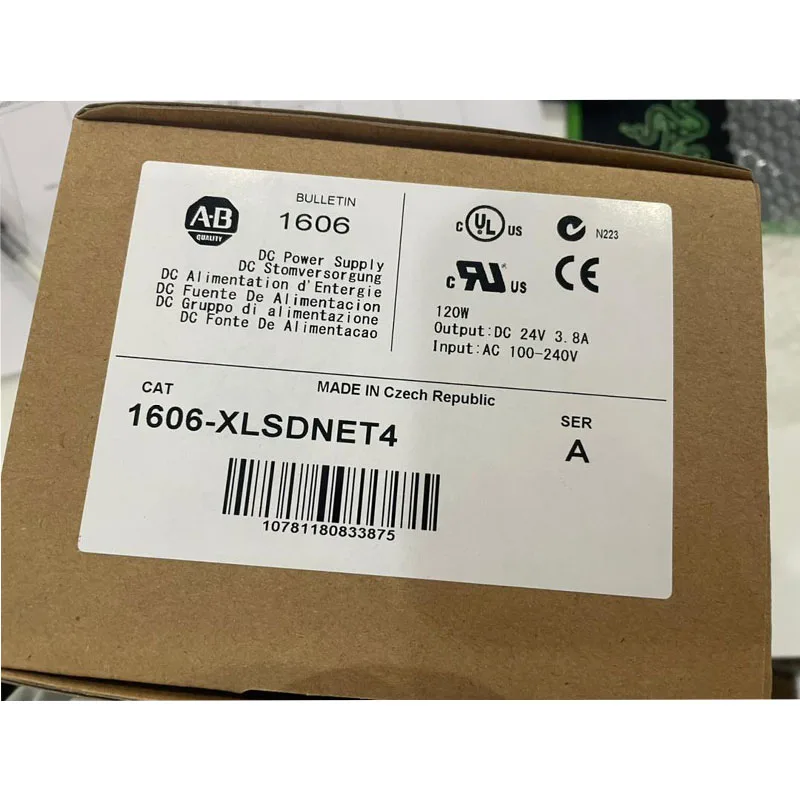 A-B
QUALITY
BULLETIN
1606
DC Power Supply
DC Stomversorgung
DC Alimentation d'Entergie
DC Fuente De Alimentacion
DC Gruppo di alimentazione
DC Fonte De Alimentacao
C UL US
N223
C RU US
CE
120W
Output:DC 24V 3.8A
Input:AC 100-240V
MADE IN Czech Republic
CAT
1606-XLSDNET4
SER
A
10781180833875